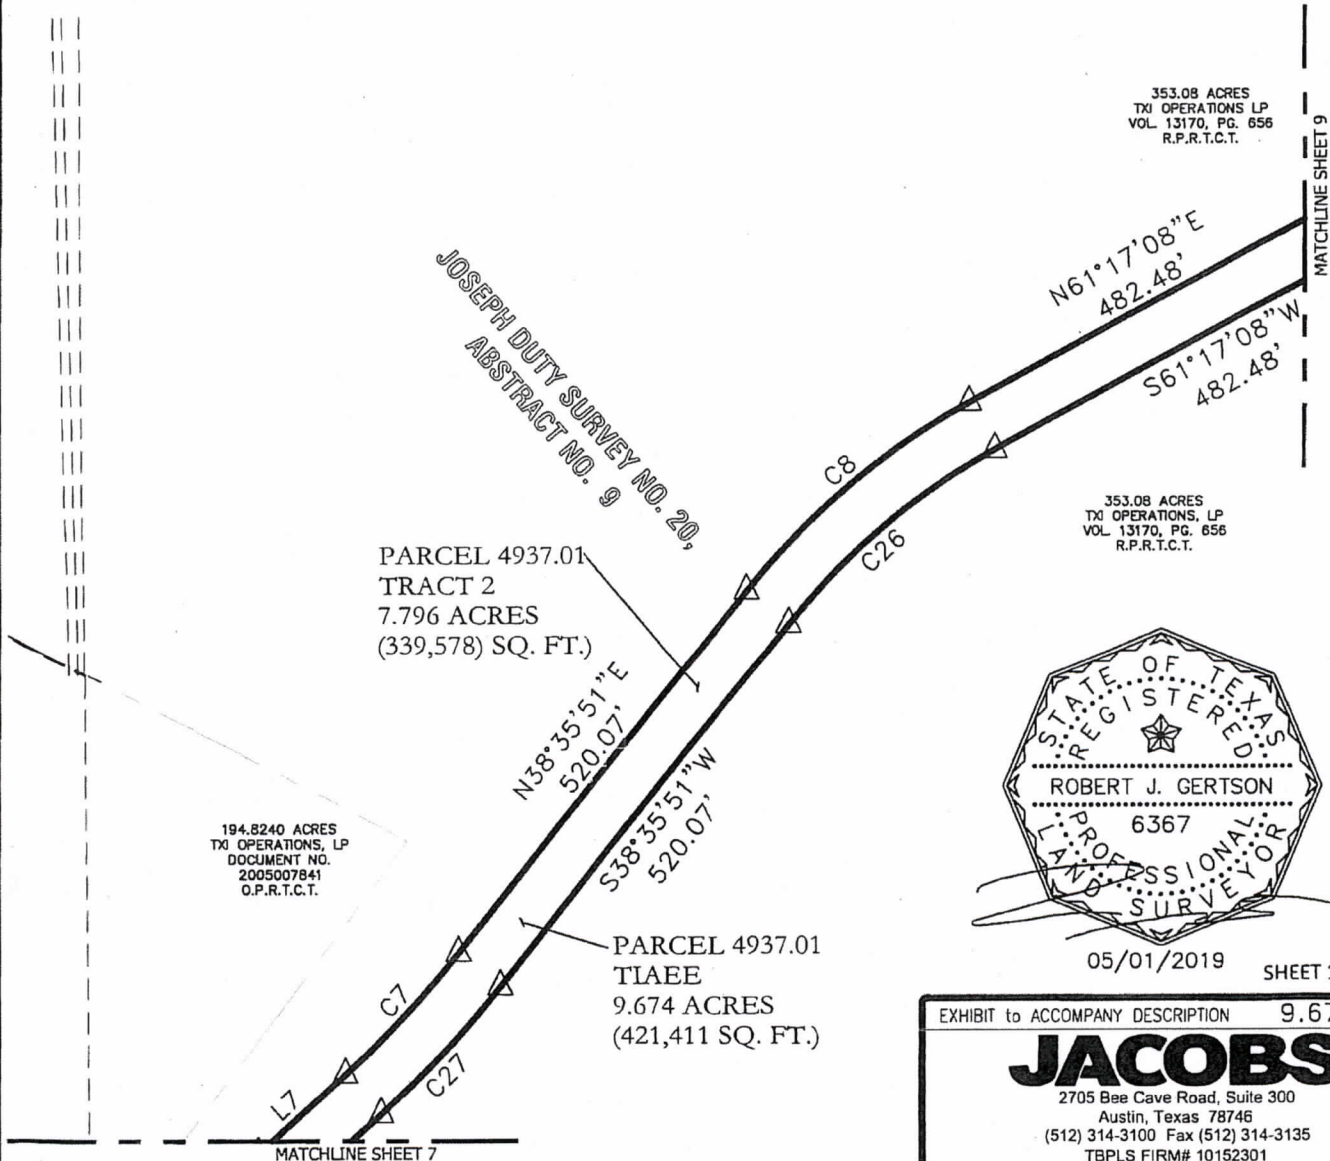 353.08 ACRES
TXI OPERATIONS LP
VOL. 13170, PG. 656
R.P.R.T.C.T.
MATCHLINE SHEET 9
N61°17'08"E
482.48'
S61°17'08"W
482.48'
JOSEPH DUTY SURVEY NO. 20,
ABSTRACT NO. 9
C8
C26
353.08 ACRES
TXI OPERATIONS, LP
VOL. 13170, PG. 656
R.P.R.T.C.T.
PARCEL 4937.01
TRACT 2
7.796 ACRES
(339,578) SQ. FT.)
N38°35'51"E
520.07'
S38°35'51"W
520.07'
STATE OF TEXAS
REGISTERED
ROBERT J. GERTSON
6367
PROFESSIONAL
LAND SURVEYOR
194.8240 ACRES
TXI OPERATIONS, LP
DOCUMENT NO.
2005007841
O.P.R.T.C.T.
PARCEL 4937.01
TIAEE
9.674 ACRES
(421,411 SQ. FT.)
05/01/2019
SHEET
C7
C27
L7
MATCHLINE SHEET 7
EXHIBIT to ACCOMPANY DESCRIPTION 9.67
JACOBS
2705 Bee Cave Road, Suite 300
Austin, Texas 78746
(512) 314-3100 Fax (512) 314-3135
TBPLS FIRM# 10152301